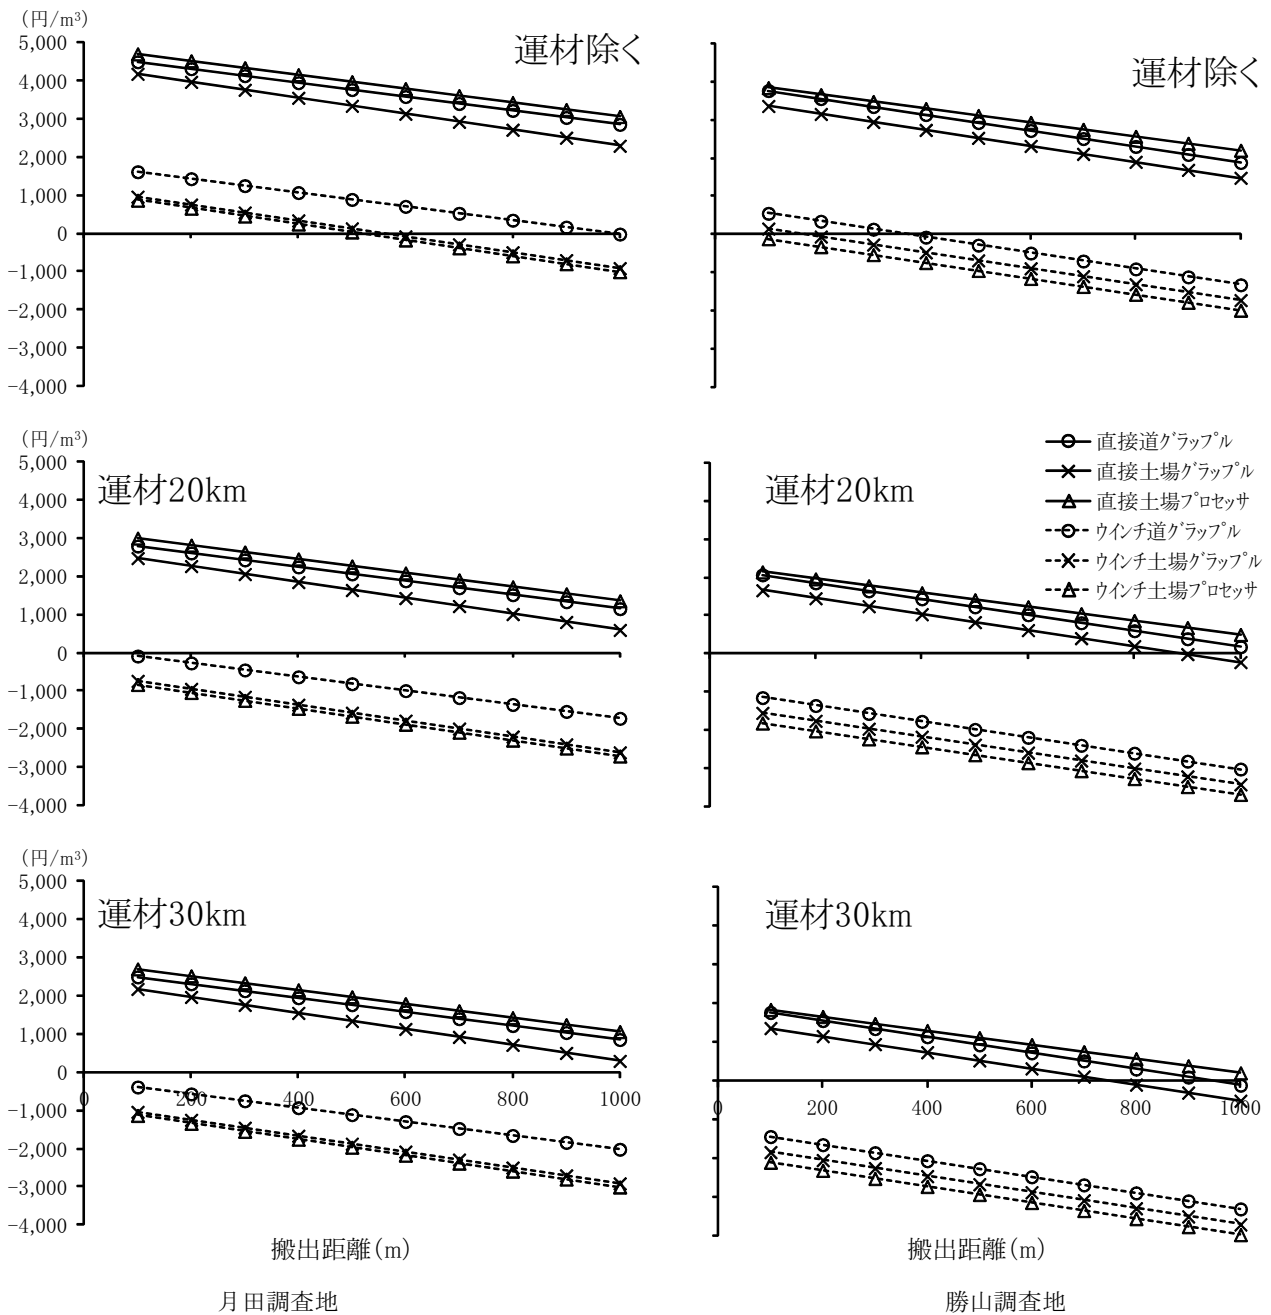 (円/m³)
運材除く
運材除く
5,000
4,000
3,000
2,000
1,000
0
-1,000
-2,000
-3,000
-4,000
(円/m³)
運材20km
運材20km
5,000
4,000
3,000
2,000
1,000
0
-1,000
-2,000
-3,000
-4,000
直接道グラップル
直接土場グラップル
直接土場プロセッサ
ウインチ道グラップル
ウインチ土場グラップル
ウインチ土場プロセッサ
(円/m³)
運材30km
運材30km
5,000
4,000
3,000
2,000
1,000
0
-1,000
-2,000
-3,000
-4,000
0 200 400 600 800 1000
0 200 400 600 800 1000
搬出距離(m)
搬出距離(m)
月田調査地
勝山調査地